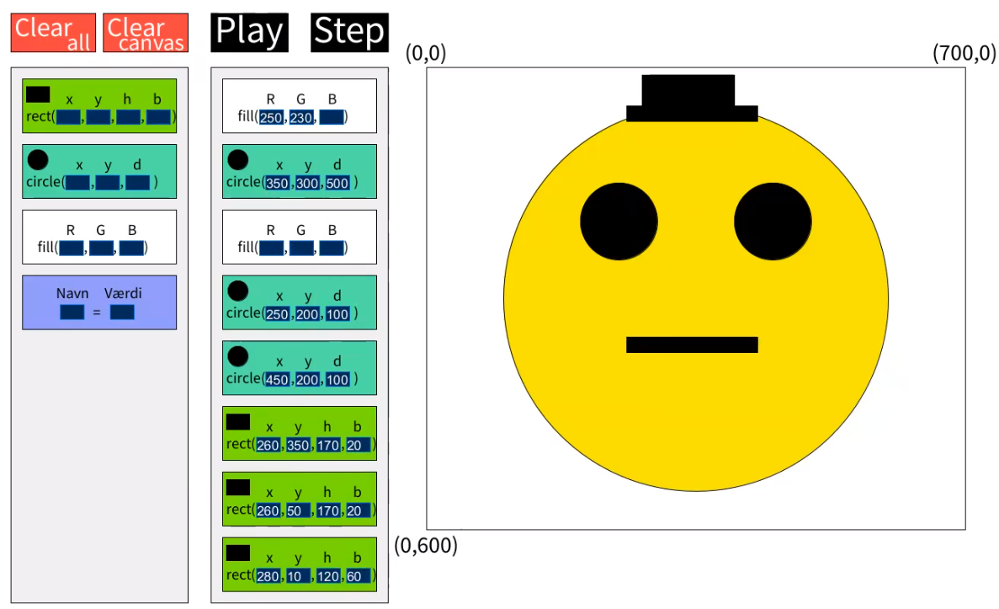 Clear all
Clear canvas
Play
Step
(0,0)
(700,0)
x y h b
rect( , , , )
x y d
circle( , , )
R G B
fill( , , )
Navn Værdi
=
R G B
fill(250,230, )
x y d
circle(350,300,500 )
R G B
fill( , , )
x y d
circle(250,200,100 )
x y d
circle(450,200,100 )
x y h b
rect(260,350,170,20 )
x y h b
rect(260,50 ,170,20 )
x y h b
rect(280,10 ,120,60 )
(0,600)